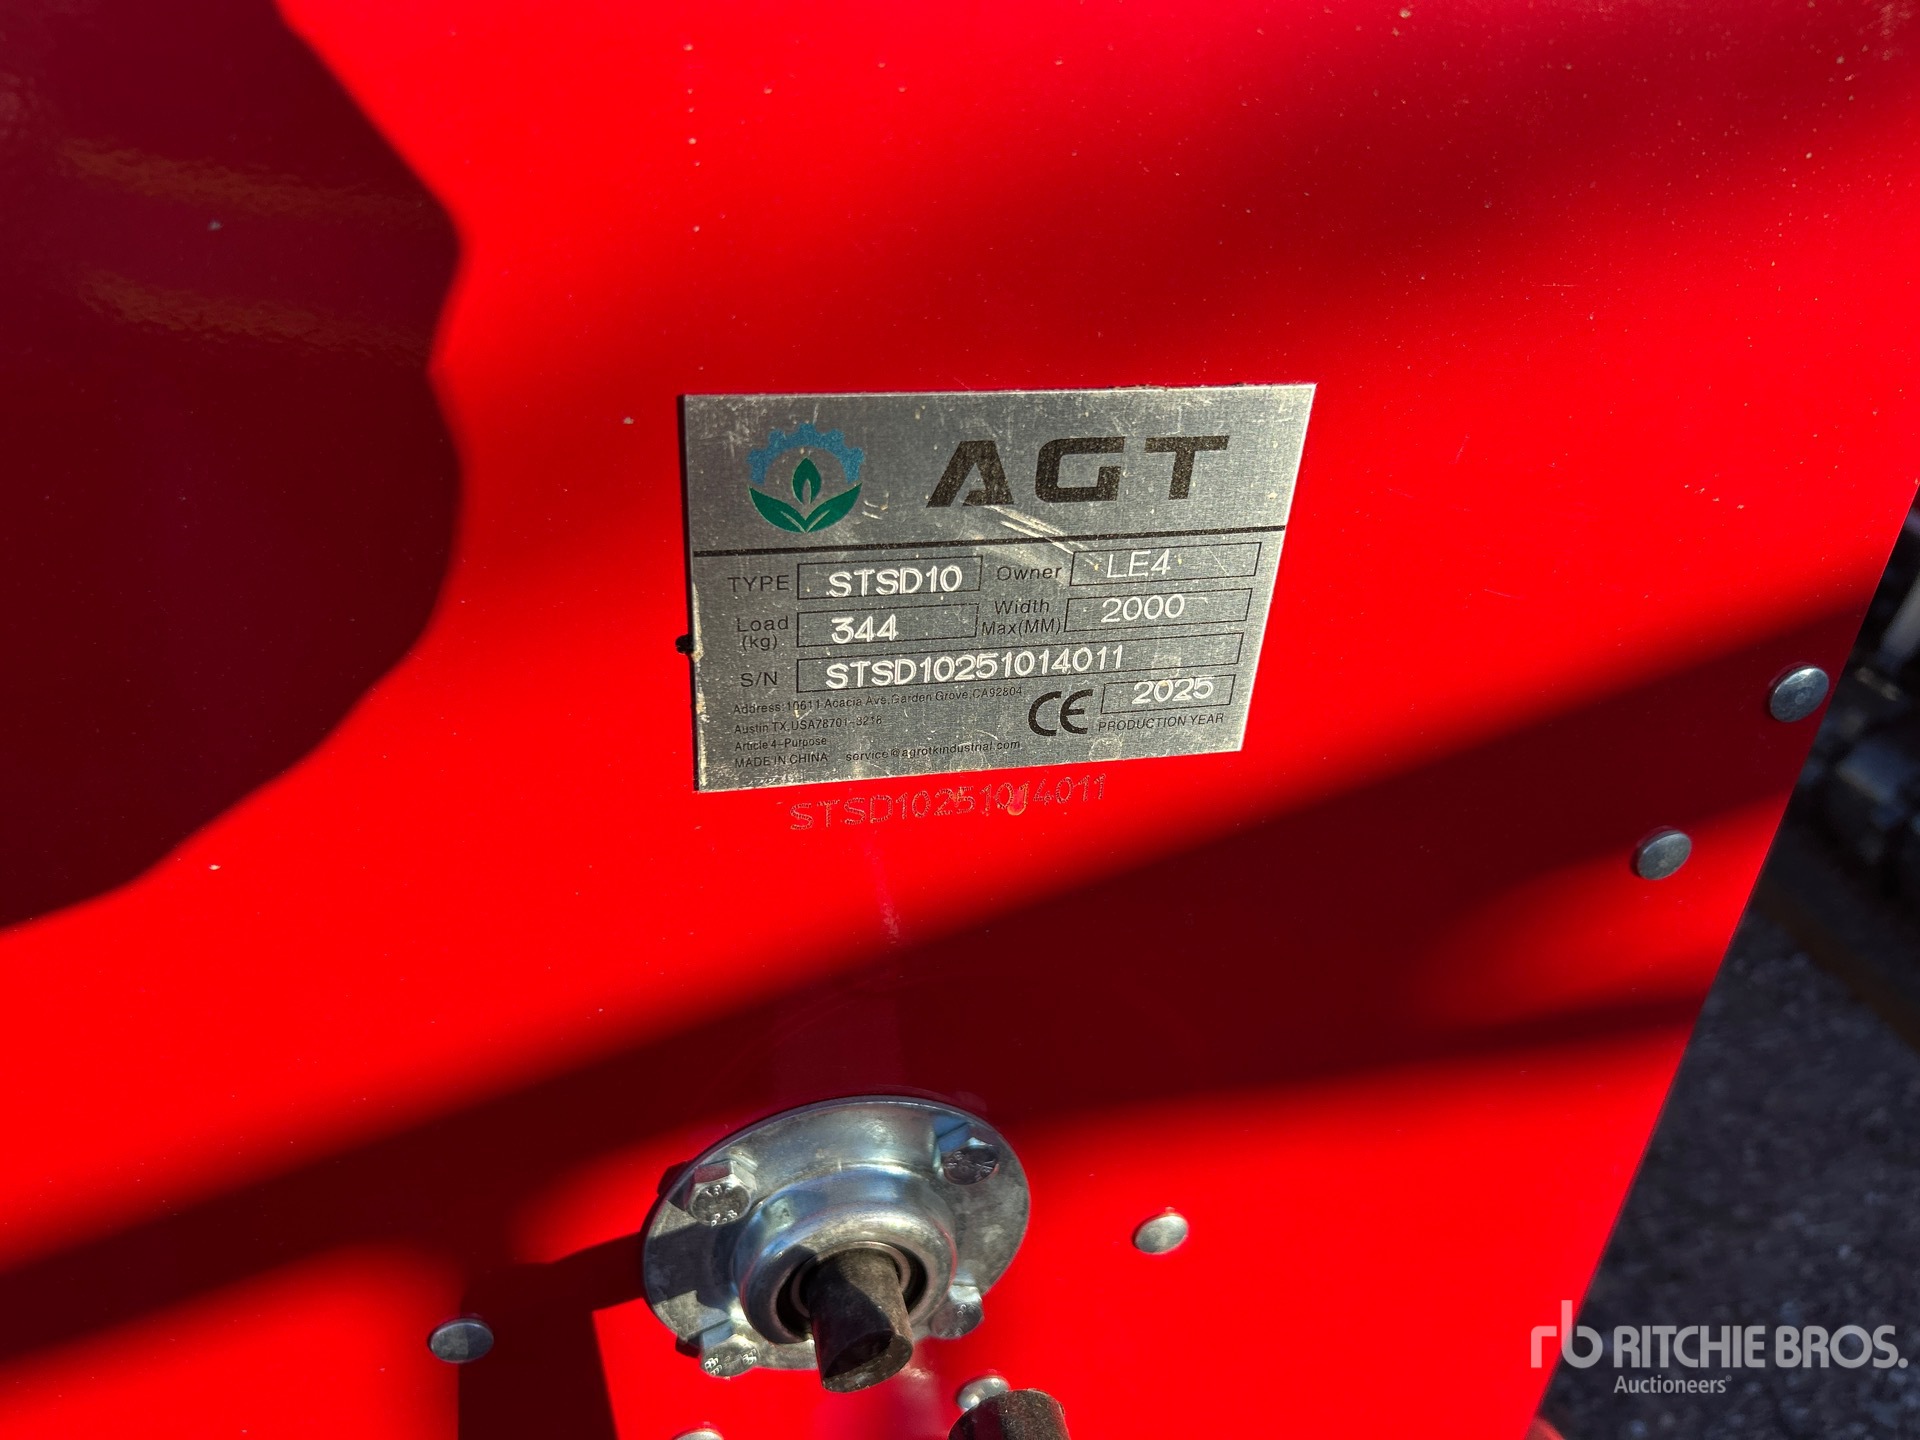 AGT
TYPE STSD10 Owner LE4
Load (kg) 344 Width Max(MM) 2000
S/N STSD10251014011
Address:10611 Acacia Ave,Garden Grove,CA92804
Austin TX,USA78701-3218
Article 4-Purpose
MADE IN CHINA service@agrotkindustrial.com
CE 2025
PRODUCTION YEAR
STSD10251014011
rb RITCHIE BROS.
Auctioneers